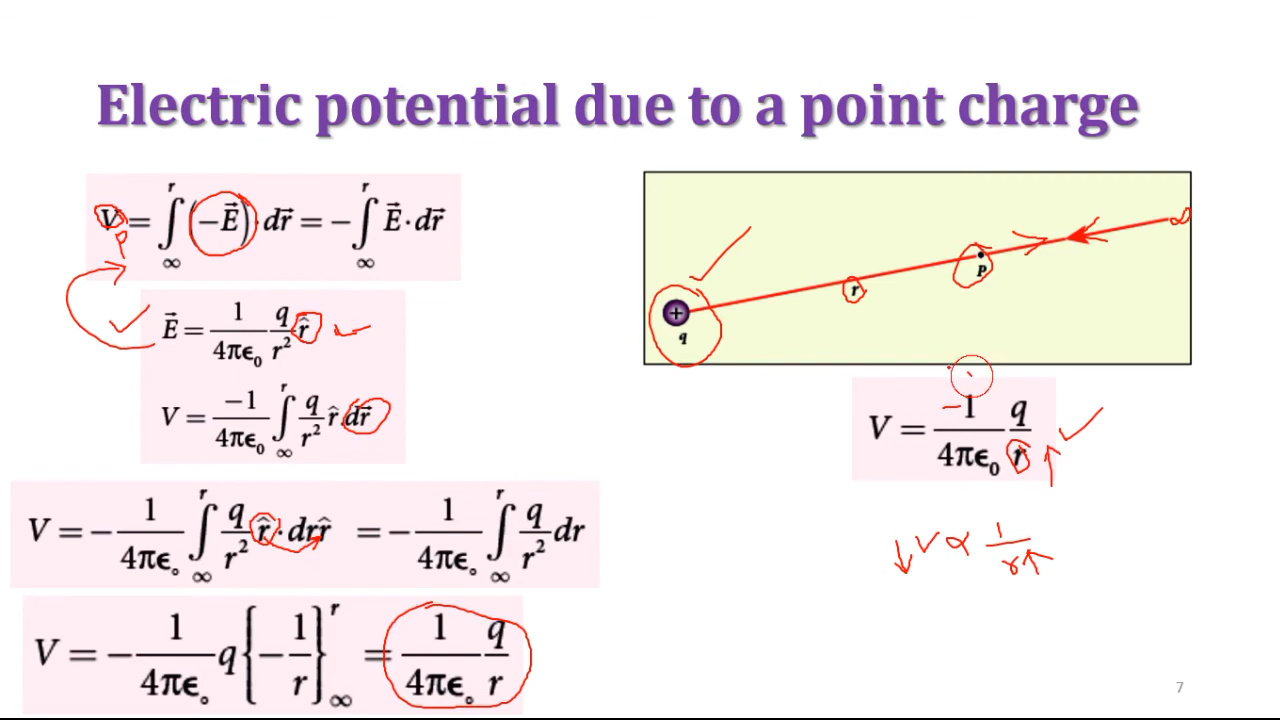 Electric potential due to a point charge
V_P = ∫_∞^r (−E⃗) · dr⃗ = − ∫_∞^r E⃗ · dr⃗
E⃗ = 1/(4πϵ₀) q/r² r̂
V = −1/(4πϵ₀) ∫_∞^r q/r² r̂ . dr⃗
V = − 1/(4πϵ₀) ∫_∞^r q/r² r̂ · dr r̂ = − 1/(4πϵ₀) ∫_∞^r q/r² dr
V = − 1/(4πϵ₀) q {− 1/r}_∞^r = 1/(4πϵ₀) q/r
∞
P
r
+
q
V = −1/(4πϵ₀) q/r ↑
↓ V ∝ 1/r ↑
7